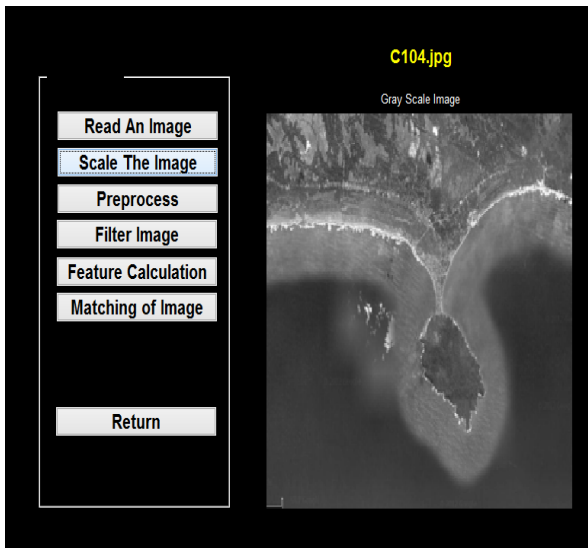 C104.jpg
Gray Scale Image
Read An Image
Scale The Image
Preprocess
Filter Image
Feature Calculation
Matching of Image
Return